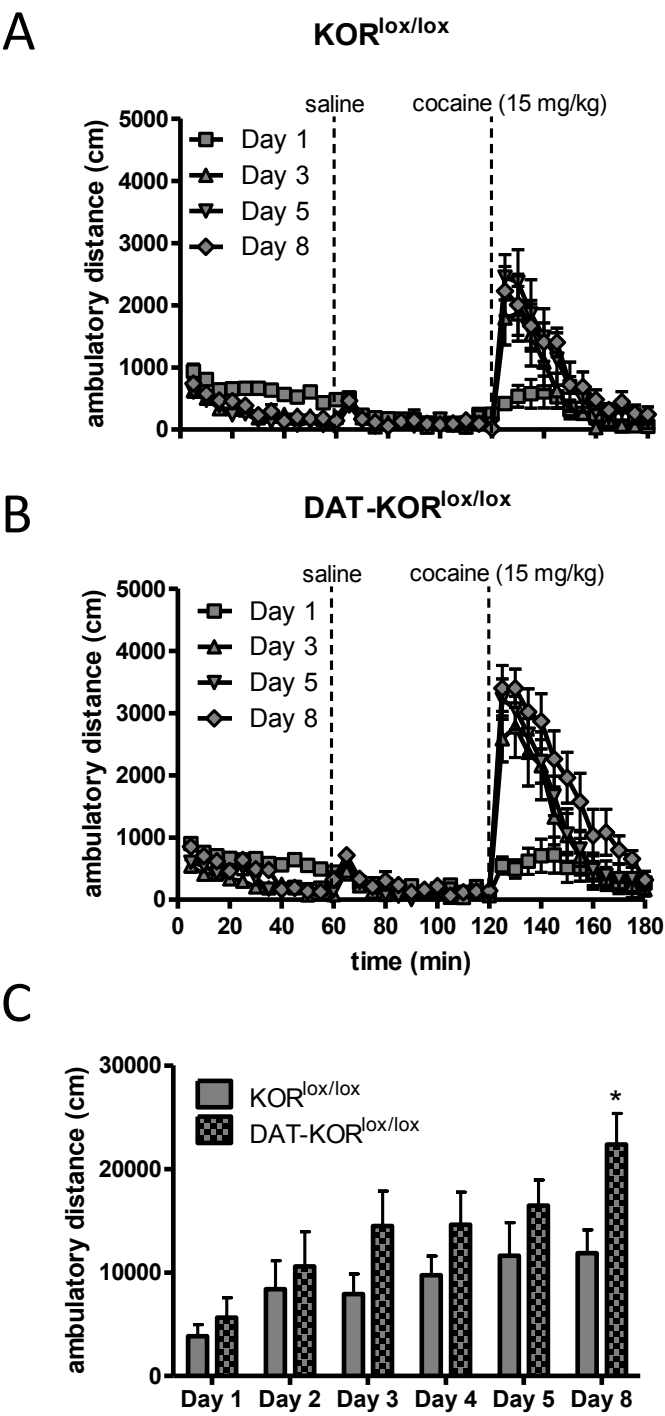 A
KOR lox/lox
saline
cocaine (15 mg/kg)
5000
4000
3000
2000
1000
0
ambulatory distance (cm)
Day 1
Day 3
Day 5
Day 8
B
DAT-KOR lox/lox
saline
cocaine (15 mg/kg)
5000
4000
3000
2000
1000
0
ambulatory distance (cm)
Day 1
Day 3
Day 5
Day 8
0 20 40 60 80 100 120 140 160 180
time (min)
C
30000
20000
10000
0
ambulatory distance (cm)
KOR lox/lox
DAT-KOR lox/lox
*
Day 1 Day 2 Day 3 Day 4 Day 5 Day 8